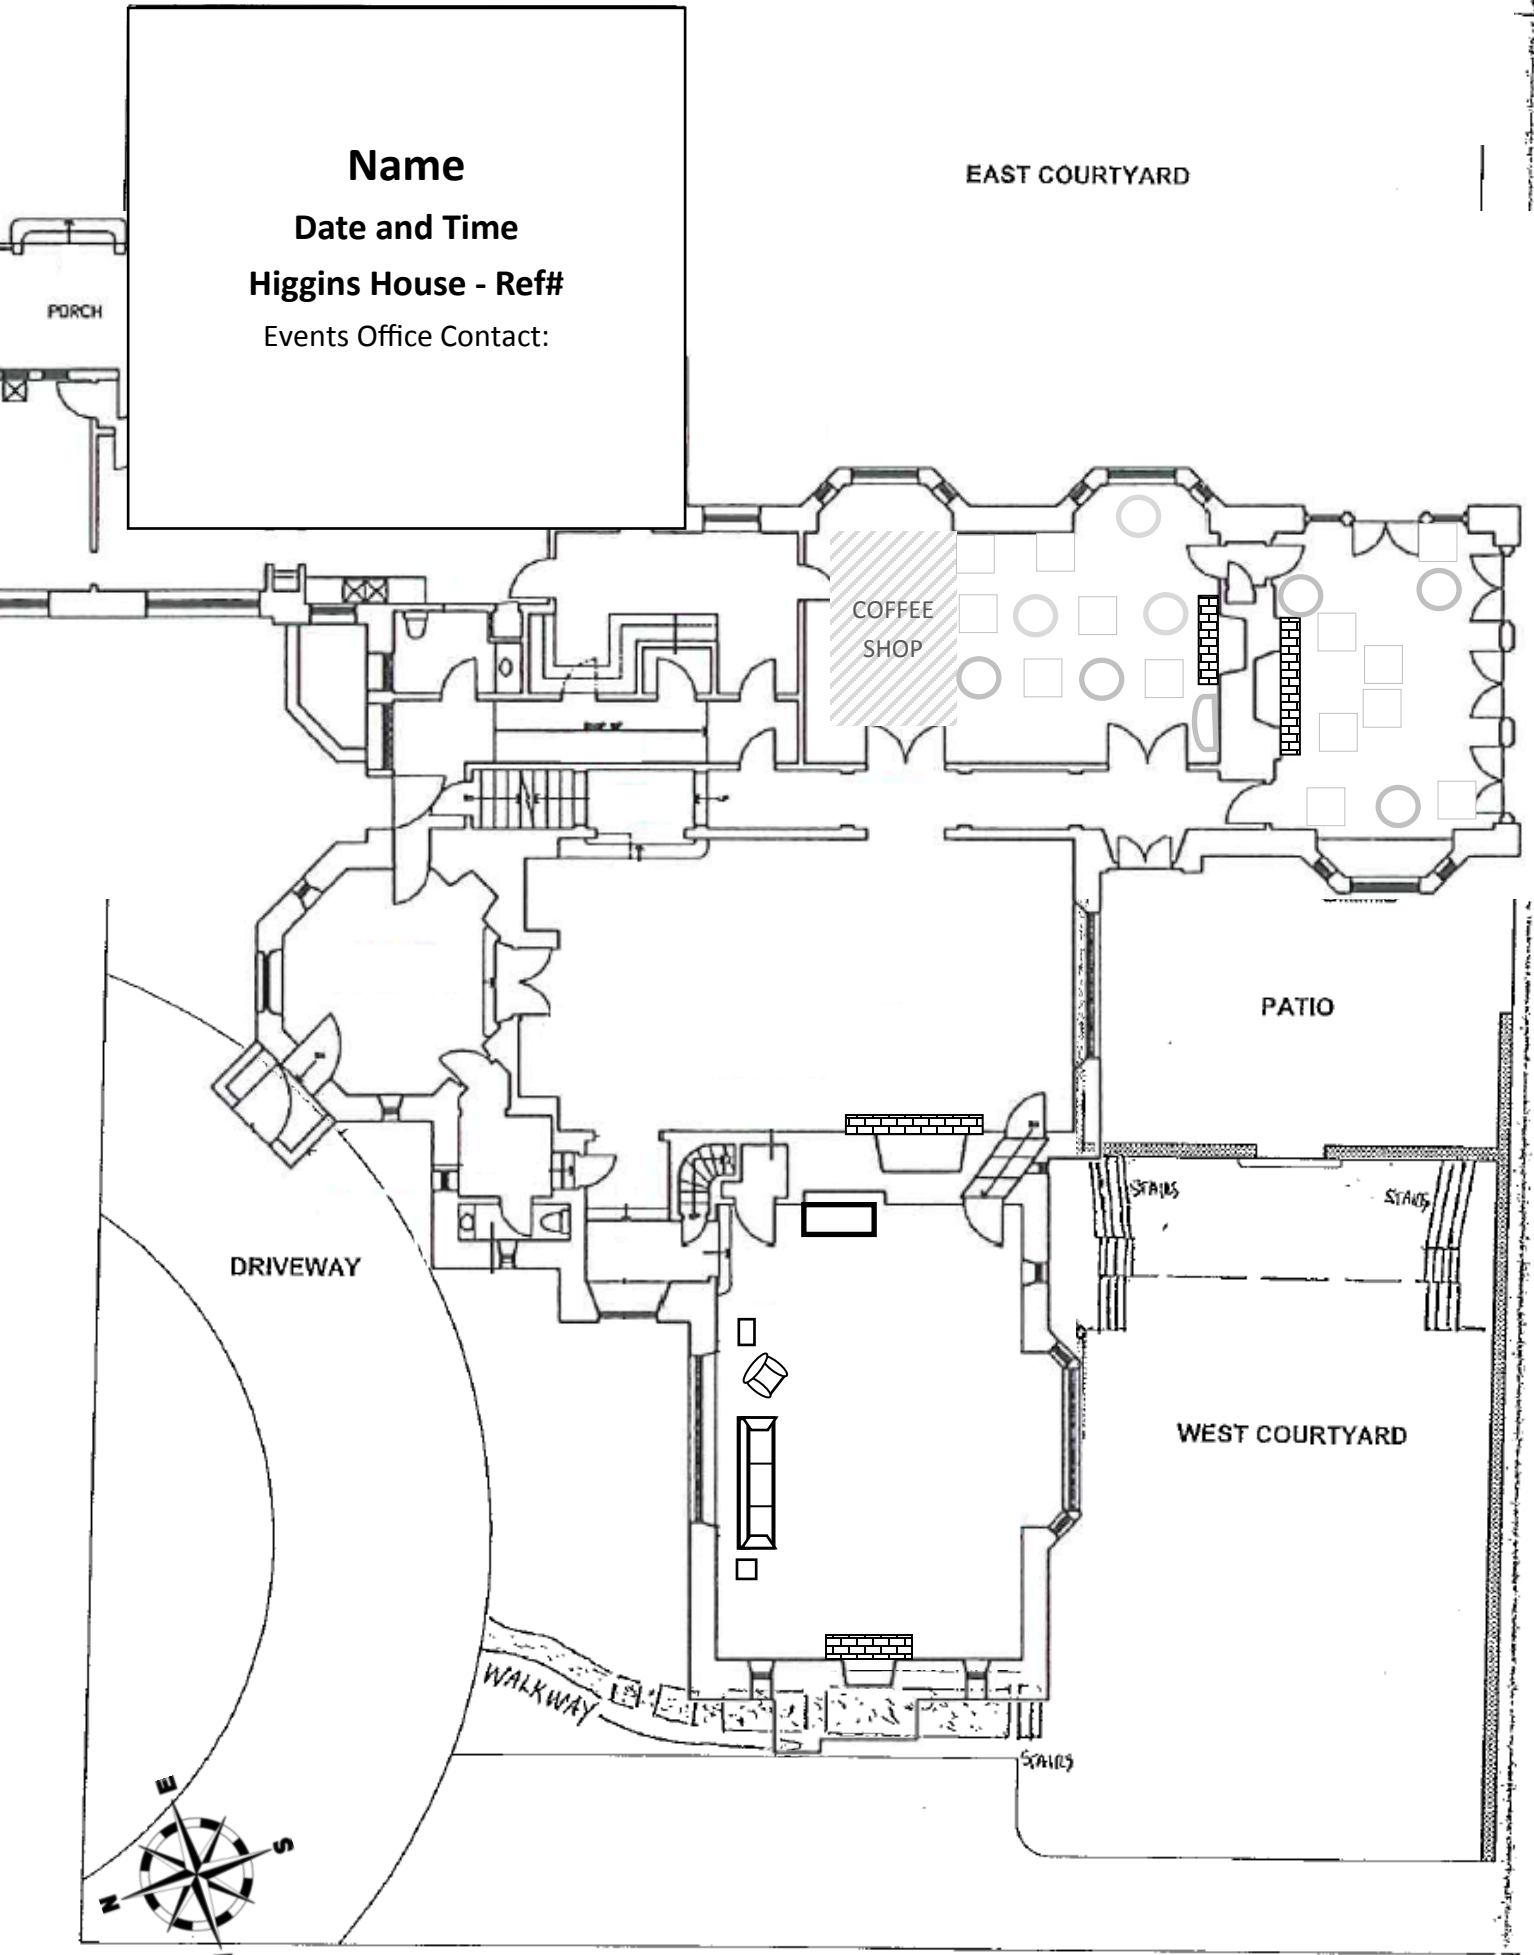 Name
Date and Time
Higgins House - Ref#
Events Office Contact:
EAST COURTYARD
PORCH
COFFEE
SHOP
PATIO
STAIRS
STAIRS
DRIVEWAY
WEST COURTYARD
WALKWAY
STAIRS
E
S
N